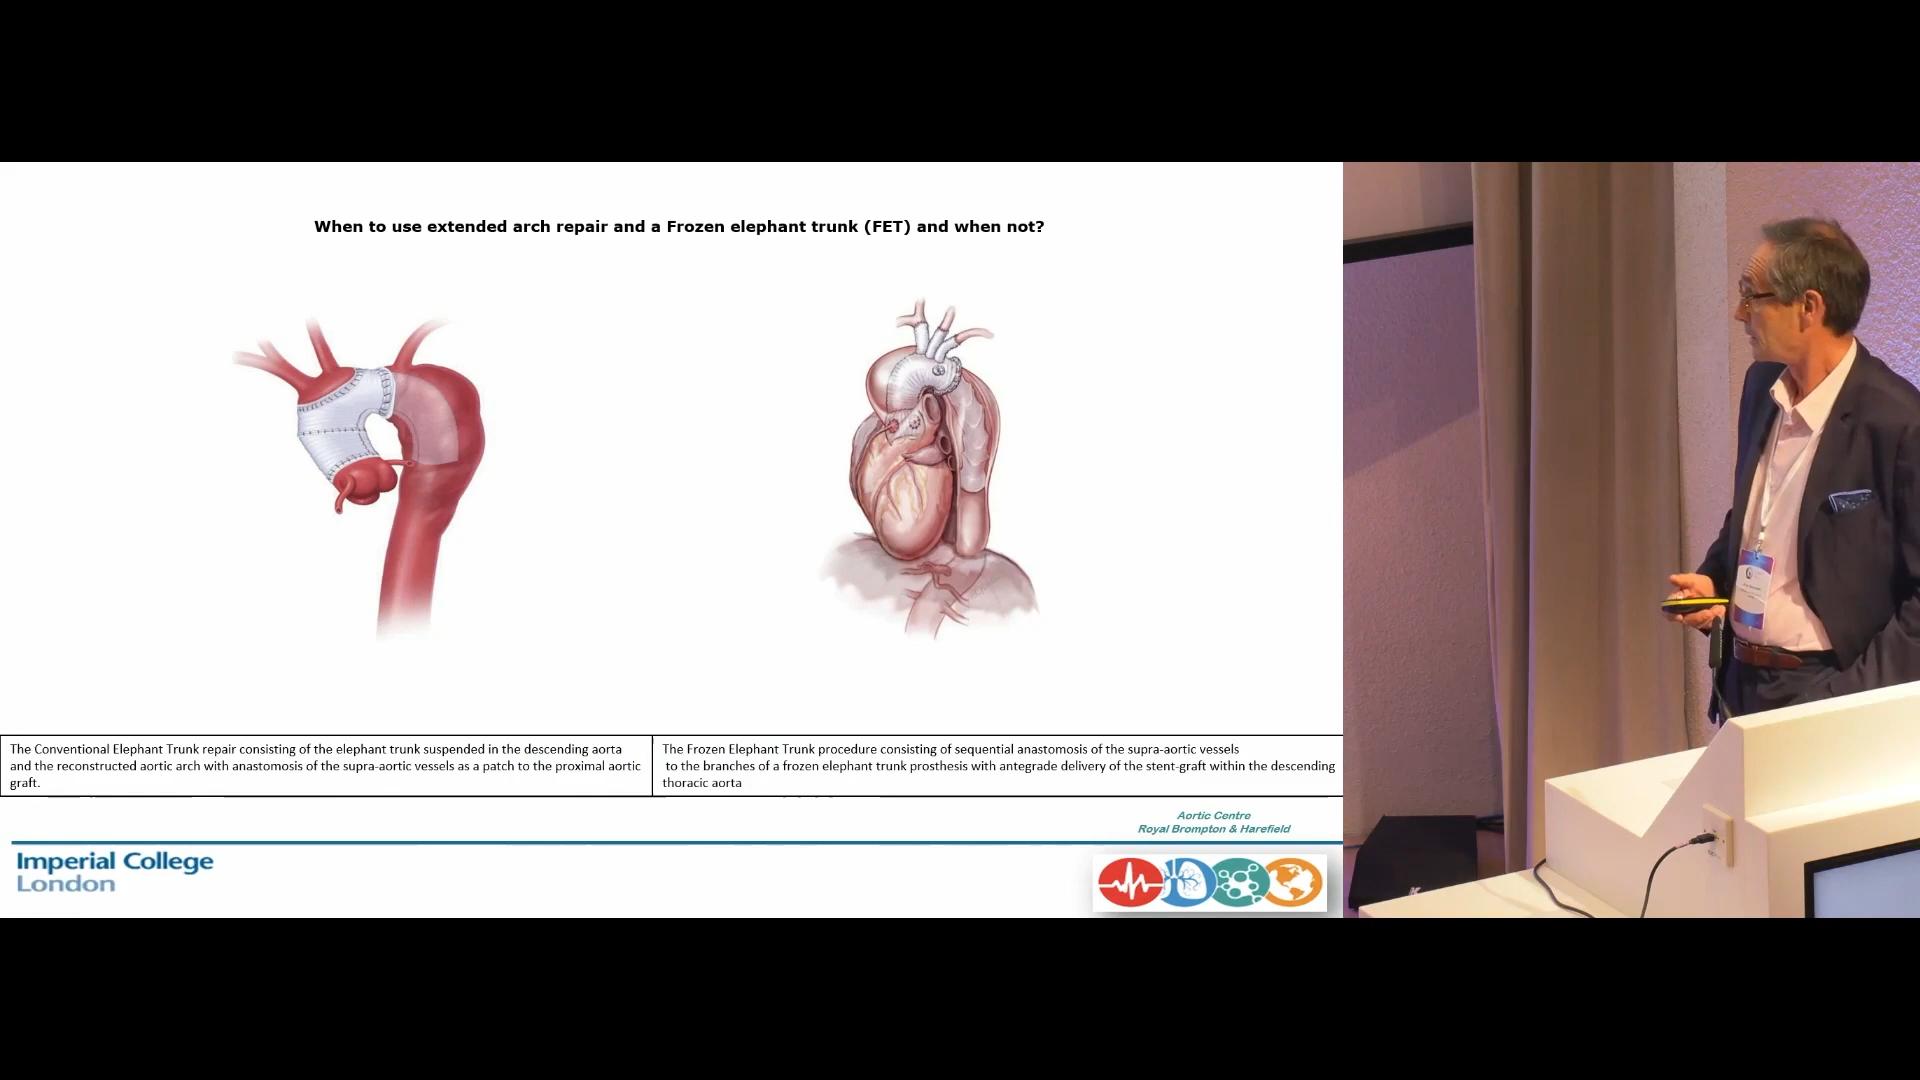 When to use extended arch repair and a Frozen elephant trunk (FET) and when not?
The Conventional Elephant Trunk repair consisting of the elephant trunk suspended in the descending aorta
and the reconstructed aortic arch with anastomosis of the supra-aortic vessels as a patch to the proximal aortic
graft.
The Frozen Elephant Trunk procedure consisting of sequential anastomosis of the supra-aortic vessels
to the branches of a frozen elephant trunk prosthesis with antegrade delivery of the stent-graft within the descending
thoracic aorta
Aortic Centre
Royal Brompton & Harefield
Imperial College
London